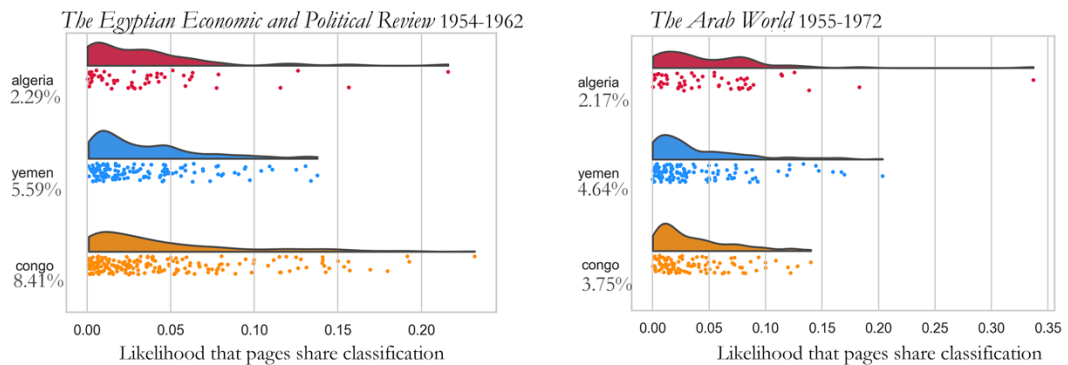 The Egyptian Economic and Political Review 1954-1962
algeria
2.29%
yemen
5.59%
congo
8.41%
0.00 0.05 0.10 0.15 0.20
Likelihood that pages share classification
The Arab World 1955-1972
algeria
2.17%
yemen
4.64%
congo
3.75%
0.00 0.05 0.10 0.15 0.20 0.25 0.30 0.35
Likelihood that pages share classification